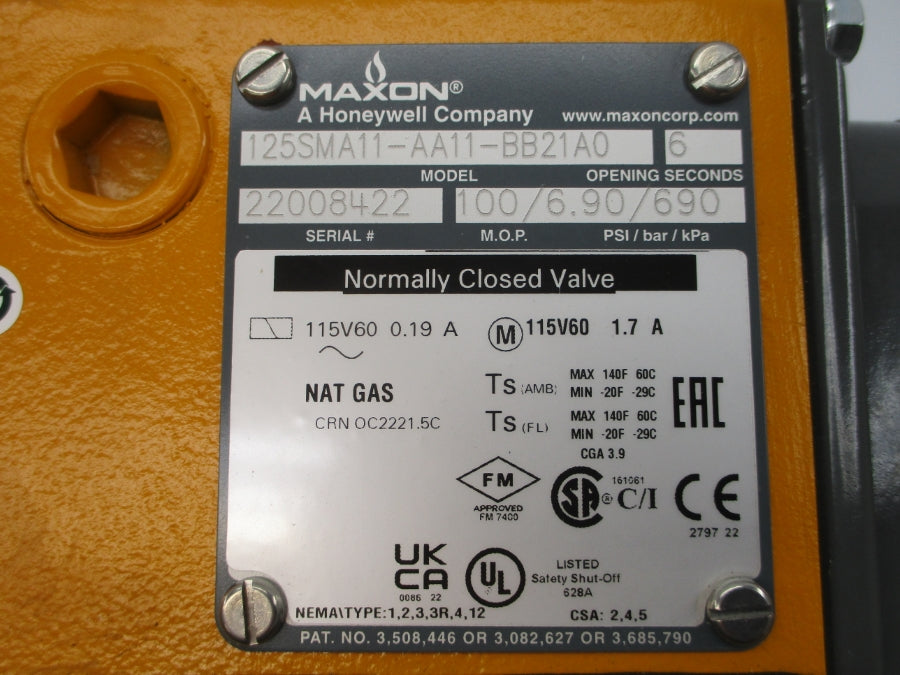 MAXON®
A Honeywell Company www.maxoncorp.com
125SMA11-AA11-BB21A0 6
MODEL OPENING SECONDS
22008422 100/6.90/690
SERIAL # M.O.P. PSI / bar / kPa
Normally Closed Valve
115V60 0.19 A M 115V60 1.7 A
NAT GAS
CRN OC2221.5C
Ts (AMB) MAX 140F 60C
MIN -20F -29C
Ts (FL) MAX 140F 60C
MIN -20F -29C
EAC
CGA 3.9
FM
APPROVED
FM 7400
SA ® 161061
C/I
CE
2797 22
UK
CA
0086 22
UL
LISTED
Safety Shut-Off
628A
NEMA\TYPE:1,2,3,3R,4,12 CSA: 2,4,5
PAT. NO. 3,508,446 OR 3,082,627 OR 3,685,790